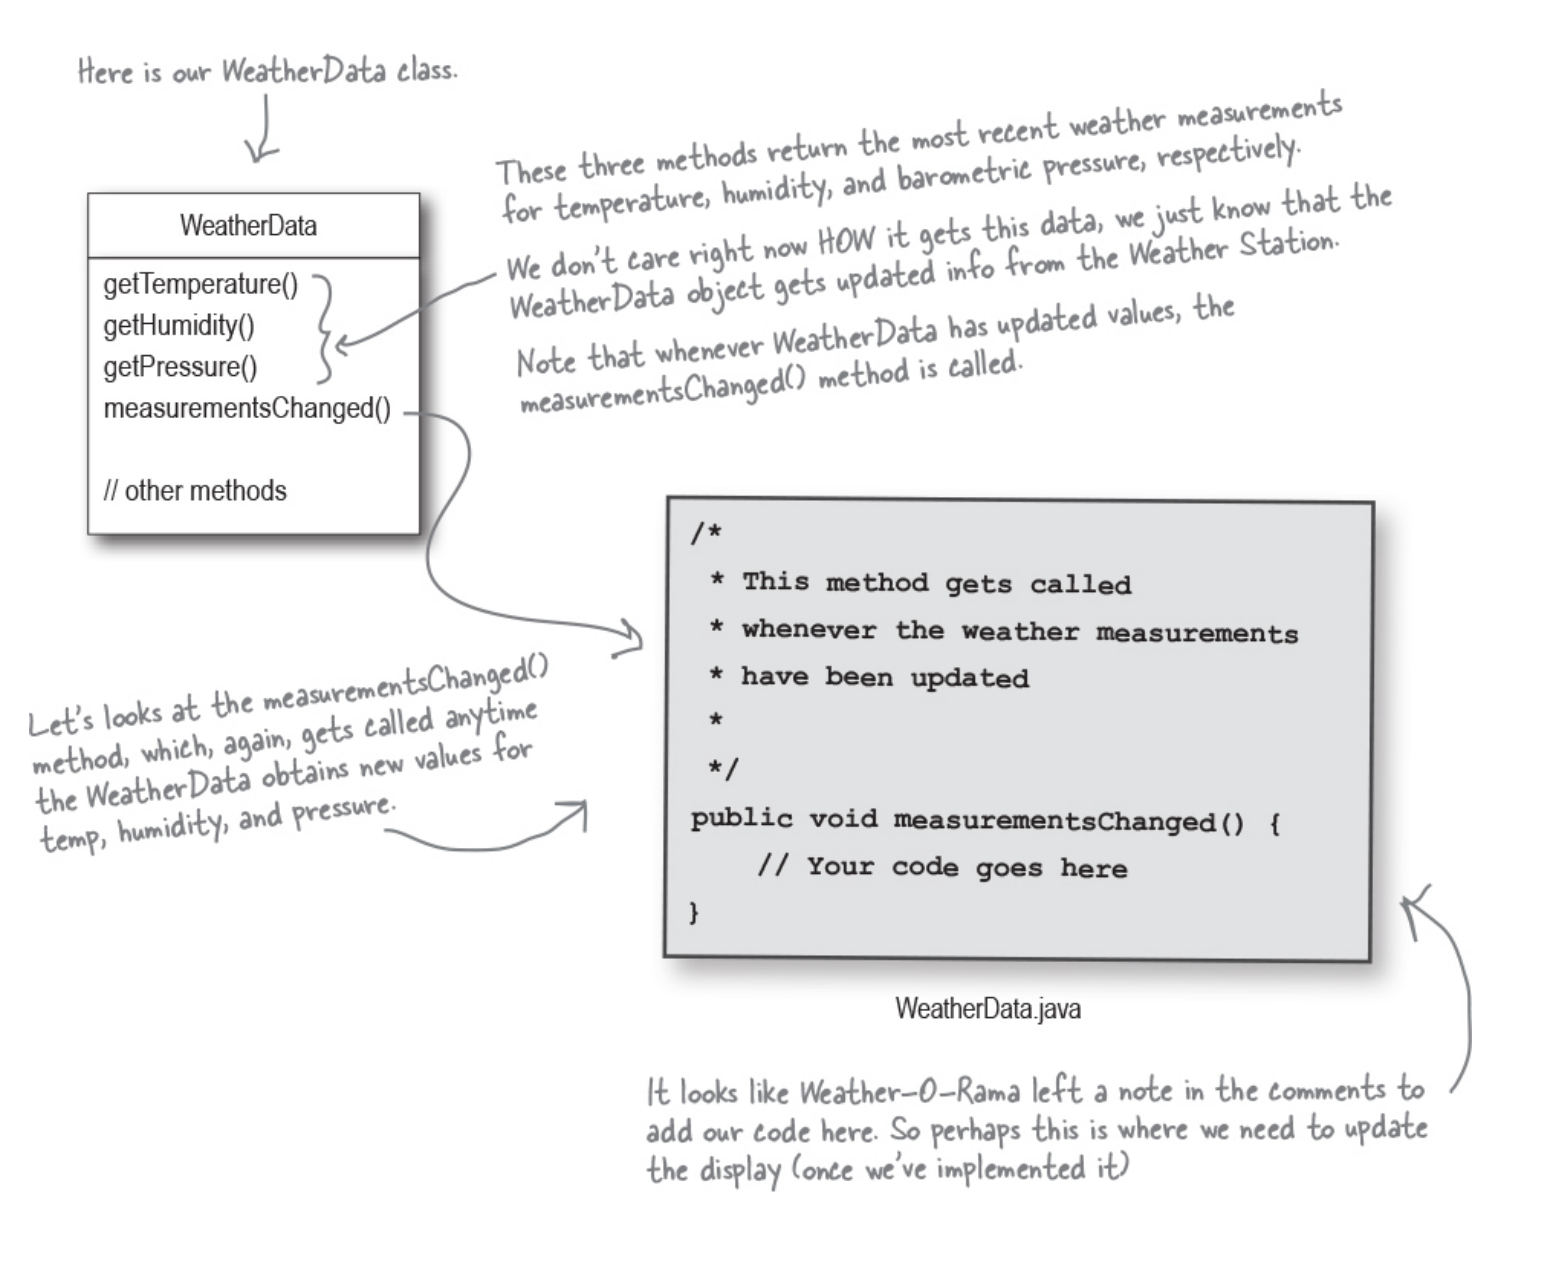 Here is our WeatherData class.
These three methods return the most recent weather measurements
for temperature, humidity, and barometric pressure, respectively.
We don't care right now HOW it gets this data, we just know that the
WeatherData object gets updated info from the Weather Station.
Note that whenever WeatherData has updated values, the
measurementsChanged() method is called.
WeatherData
getTemperature()
getHumidity()
getPressure()
measurementsChanged()
// other methods
/*
* This method gets called
* whenever the weather measurements
* have been updated
*
*/
public void measurementsChanged() {
// Your code goes here
}
WeatherData.java
Let's looks at the measurementsChanged()
method, which, again, gets called anytime
the WeatherData obtains new values for
temp, humidity, and pressure.
It looks like Weather-O-Rama left a note in the comments to
add our code here. So perhaps this is where we need to update
the display (once we've implemented it)